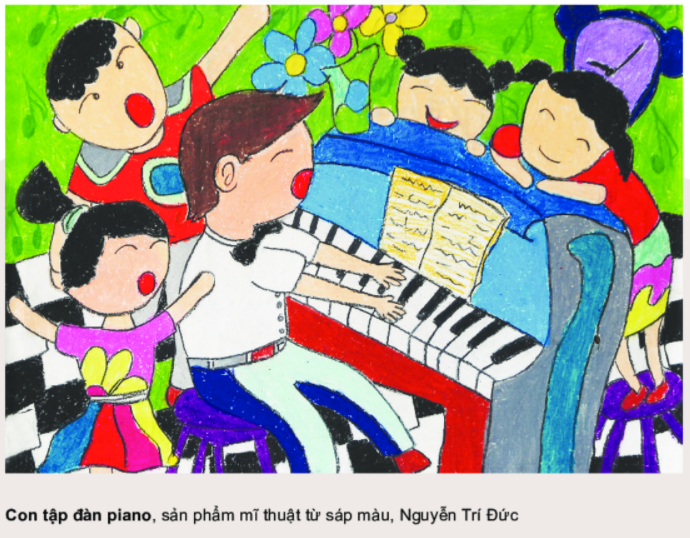 Con tập đàn piano, sản phẩm mĩ thuật từ sáp màu, Nguyễn Trí Đức